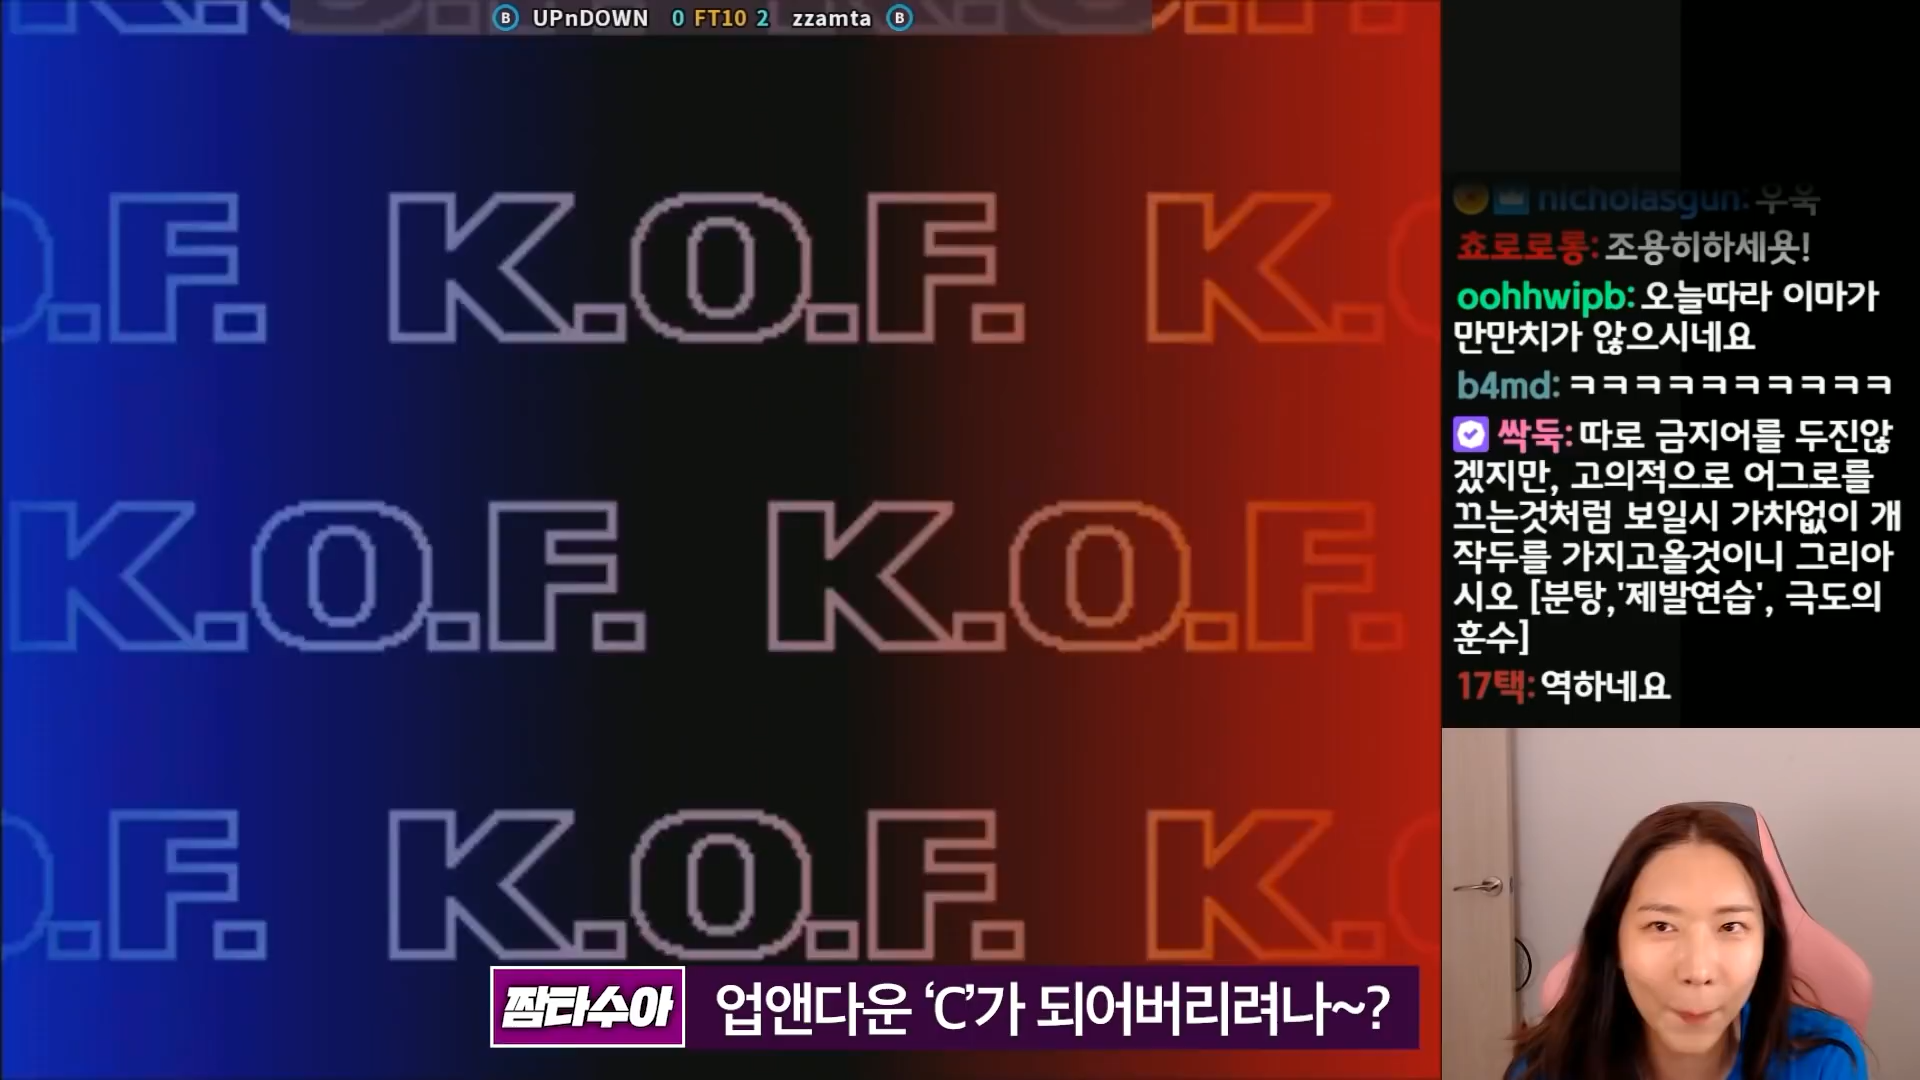 B UPnDOWN 0 FT10 2 zzamta B
O.F. K.O.F. K.O
K.O.F. K.O.F.
O.F. K.O.F. K.O
nicholasgun: 우욱
쵸로로롱: 조용히하세욧!
oohhwipb: 오늘따라 이마가
만만치가 않으시네요
b4md: ㅋㅋㅋㅋㅋㅋㅋㅋㅋㅋ
싹둑: 따로 금지어를 두진않
겠지만, 고의적으로 어그로를
끄는것처럼 보일시 가차없이 개
작두를 가지고올것이니 그리아
시오 [분탕,'제발연습', 극도의
훈수]
17택: 역하네요
짬타수아 업앤다운 ‘C’가 되어버리려나~?